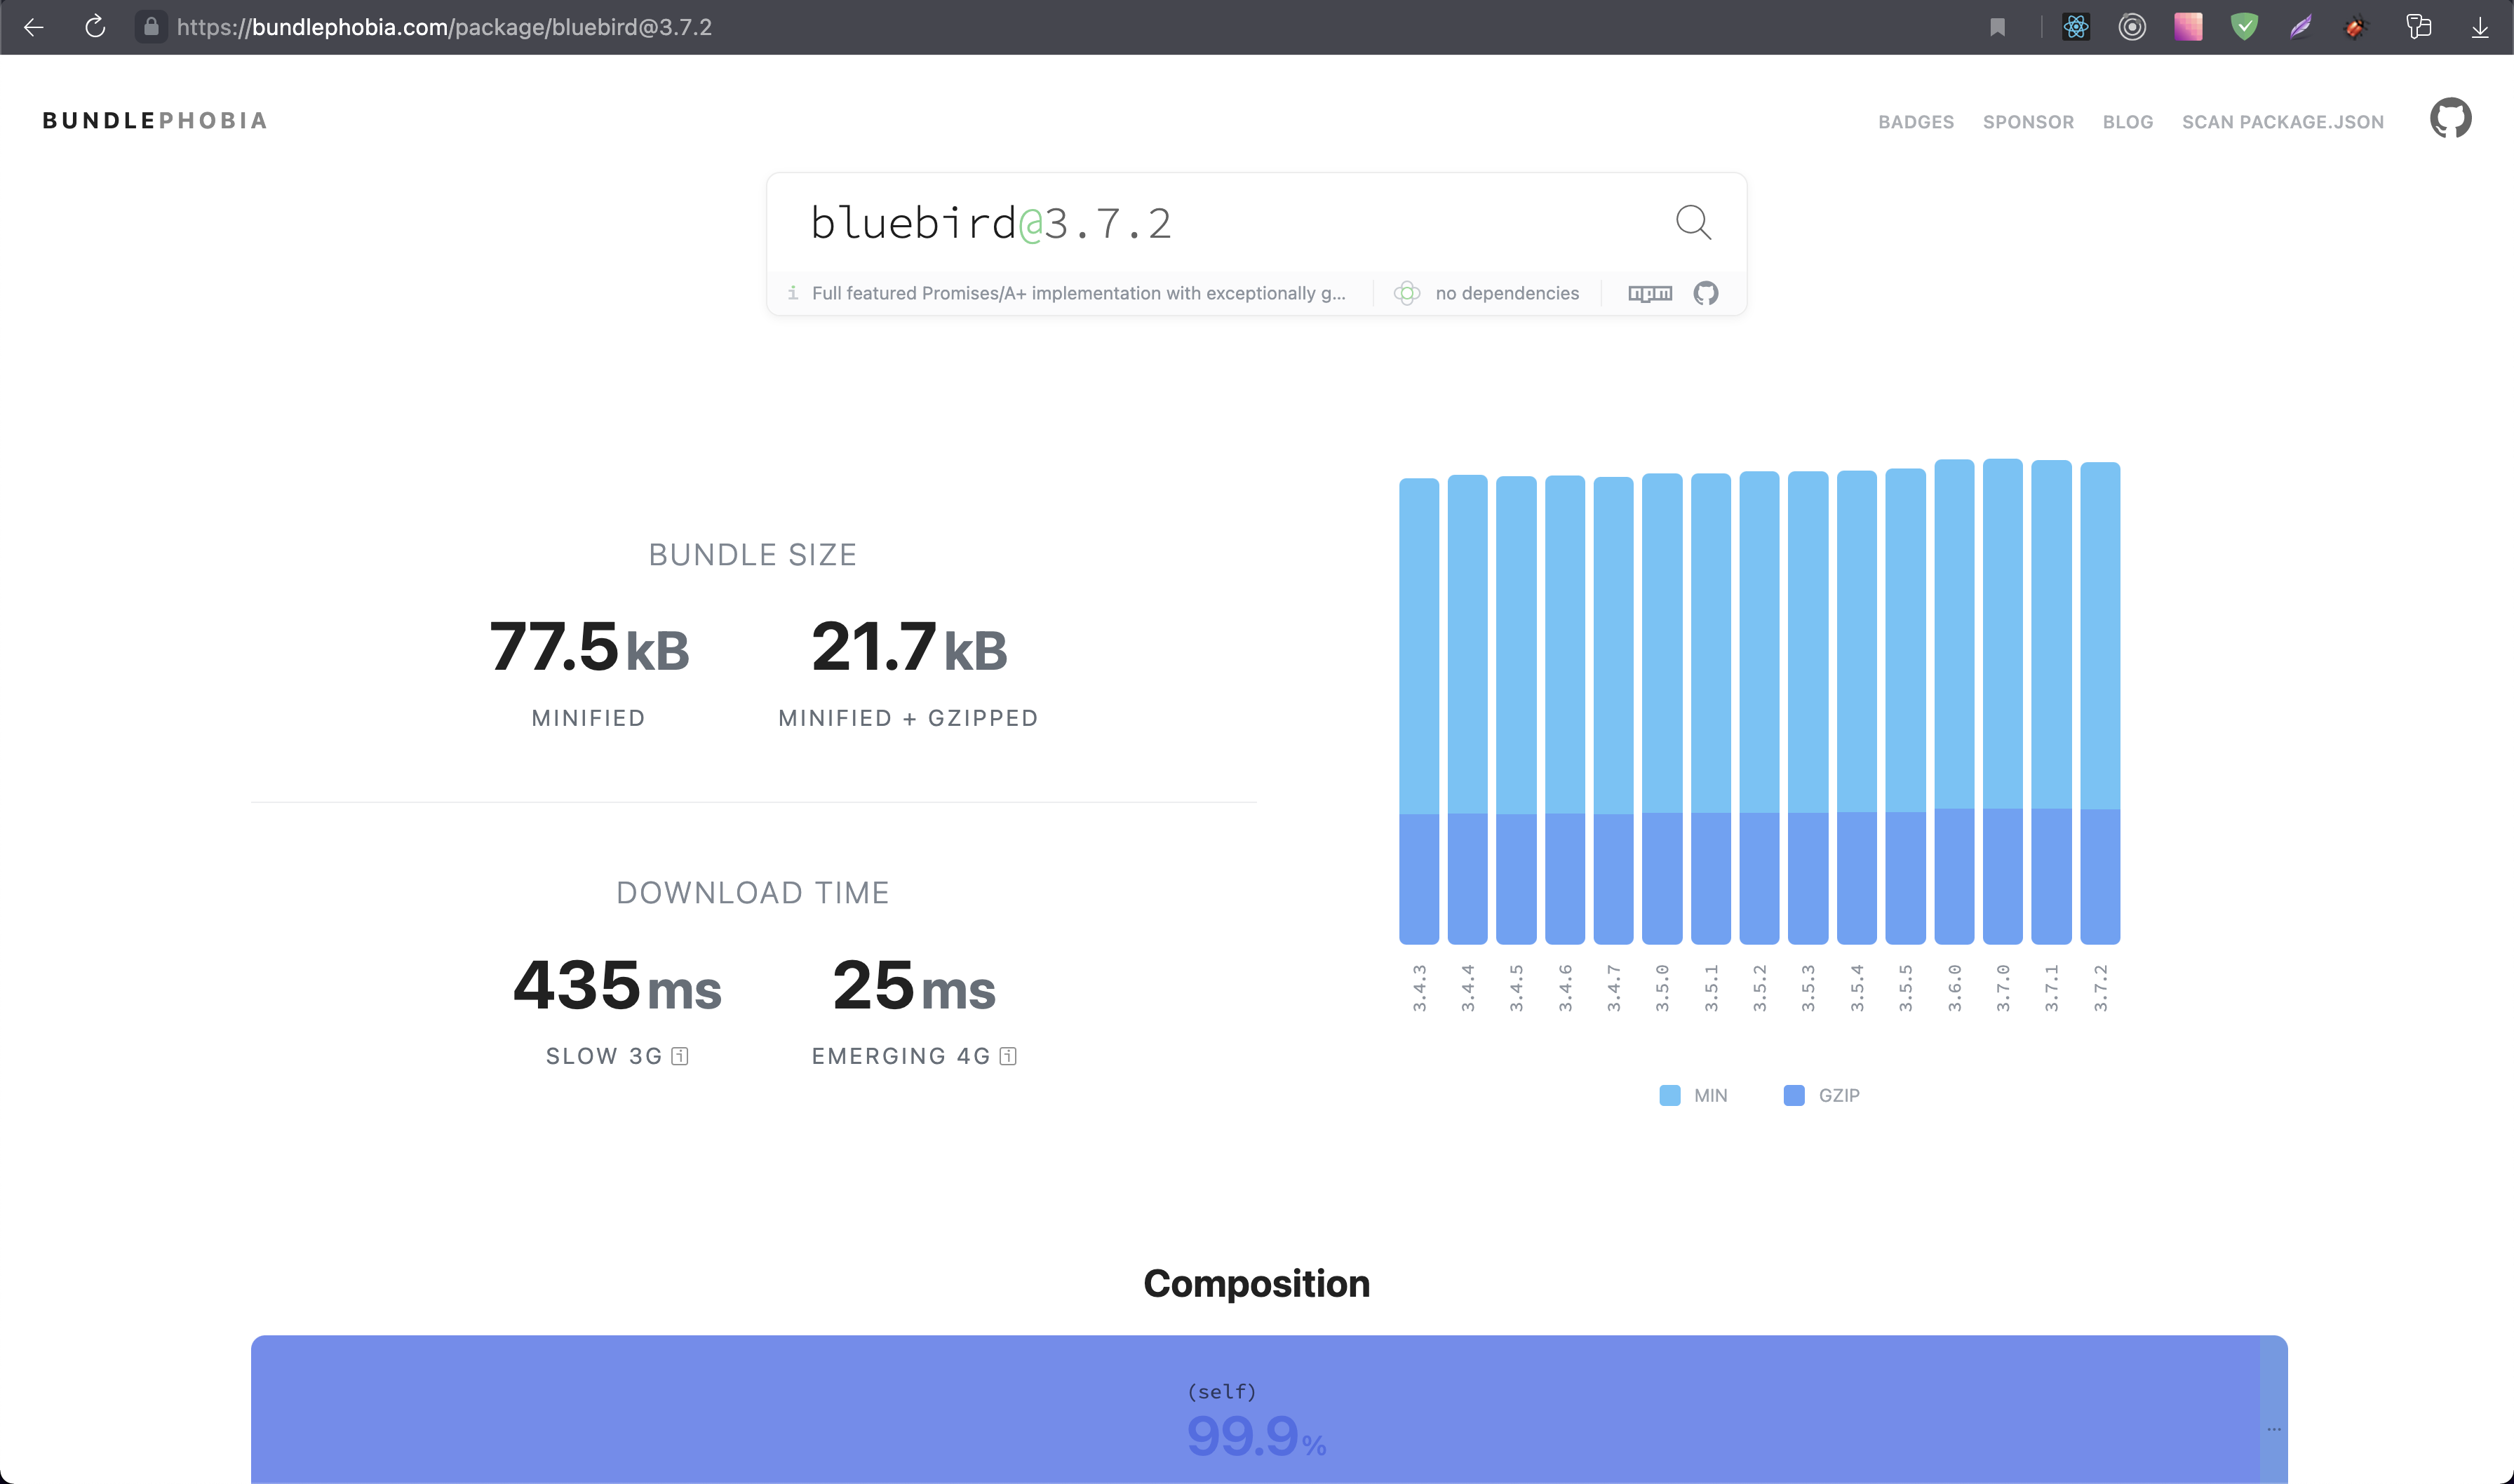 https://bundlephobia.com/package/bluebird@3.7.2
BUNDLEPHOBIA
BADGES SPONSOR BLOG SCAN PACKAGE.JSON
bluebird@3.7.2
i Full featured Promises/A+ implementation with exceptionally g... no dependencies npm
BUNDLE SIZE
77.5 kB 21.7 kB
MINIFIED MINIFIED + GZIPPED
DOWNLOAD TIME
435 ms 25 ms
SLOW 3G i EMERGING 4G i
3.4.3 3.4.4 3.4.5 3.4.6 3.4.7 3.5.0 3.5.1 3.5.2 3.5.3 3.5.4 3.5.5 3.6.0 3.7.0 3.7.1 3.7.2
MIN GZIP
Composition
(self)
99.9%
...